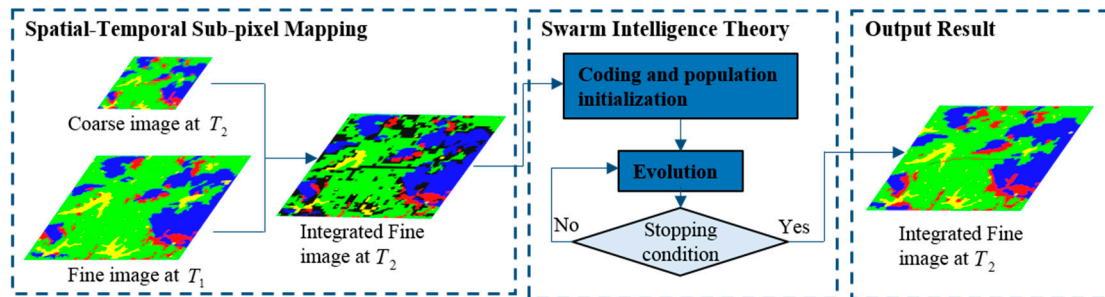 Spatial-Temporal Sub-pixel Mapping
Coarse image at T₂
Fine image at T₁
Integrated Fine
image at T₂
Swarm Intelligence Theory
Coding and population
initialization
Evolution
No
Stopping
condition
Yes
Output Result
Integrated Fine
image at T₂